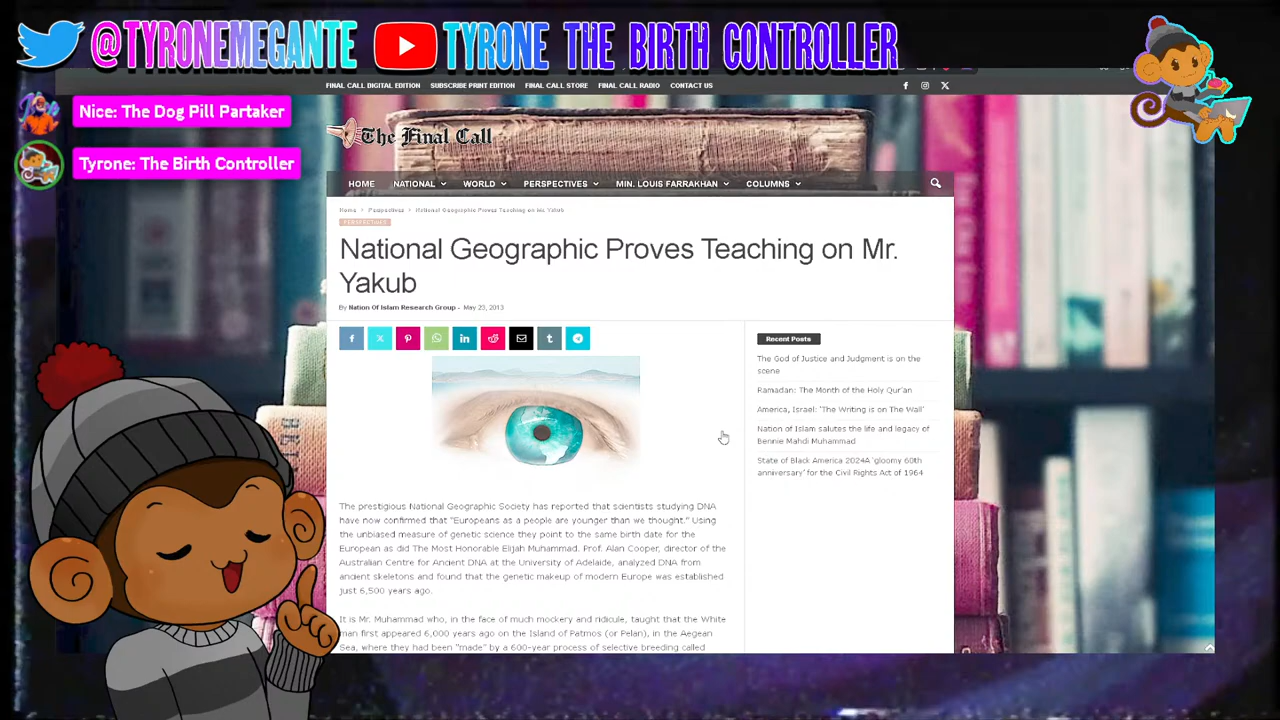 @TYRONEMEGANTE
TYRONE THE BIRTH CONTROLLER
FINAL CALL DIGITAL EDITION SUBSCRIBE PRINT EDITION FINAL CALL STORE FINAL CALL RADIO CONTACT US
Nice: The Dog Pill Partaker
Tyrone: The Birth Controller
The Final Call
HOME NATIONAL WORLD PERSPECTIVES MIN. LOUIS FARRAKHAN COLUMNS
Home Perspectives National Geographic Proves Teaching on Mr. Yakub
PERSPECTIVES
National Geographic Proves Teaching on Mr.
Yakub
By Nation Of Islam Research Group - May 23, 2013
The prestigious National Geographic Society has reported that scientists studying DNA
have now confirmed that "Europeans as a people are younger than we thought." Using
the unbiased measure of genetic science they point to the same birth date for the
European as did The Most Honorable Elijah Muhammad. Prof. Alan Cooper, director of the
Australian Centre for Ancient DNA at the University of Adelaide, analyzed DNA from
ancient skeletons and found that the genetic makeup of modern Europe was established
just 6,500 years ago.
It is Mr. Muhammad who, in the face of much mockery and ridicule, taught that the White
man first appeared 6,000 years ago on the Island of Patmos (or Pelan), in the Aegean
Sea, where they had been "made" by a 600-year process of selective breeding called
Recent Posts
The God of Justice and Judgment is on the
scene
Ramadan: The Month of the Holy Qur'an
America, Israel: 'The Writing is on The Wall'
Nation of Islam salutes the life and legacy of
Bennie Mahdi Muhammad
State of Black America 2024A 'gloomy 60th
anniversary' for the Civil Rights Act of 1964